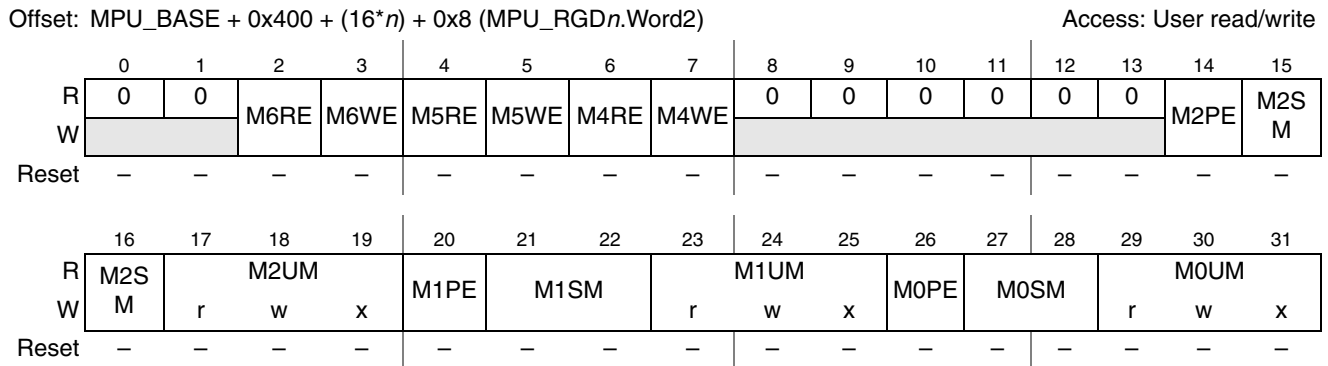 Offset: MPU_BASE + 0x400 + (16*n) + 0x8 (MPU_RGDn.Word2) Access: User read/write
0 1 2 3 4 5 6 7 8 9 10 11 12 13 14 15
R 0 0 M6RE M6WE M5RE M5WE M4RE M4WE 0 0 0 0 0 0 M2PE M2S
W M
Reset – – – – – – – – – – – – – – – –
16 17 18 19 20 21 22 23 24 25 26 27 28 29 30 31
R M2S M2UM M1PE M1SM M1UM M0PE M0SM M0UM
W M r w x r w x r w x
Reset – – – – – – – – – – – – – – – –